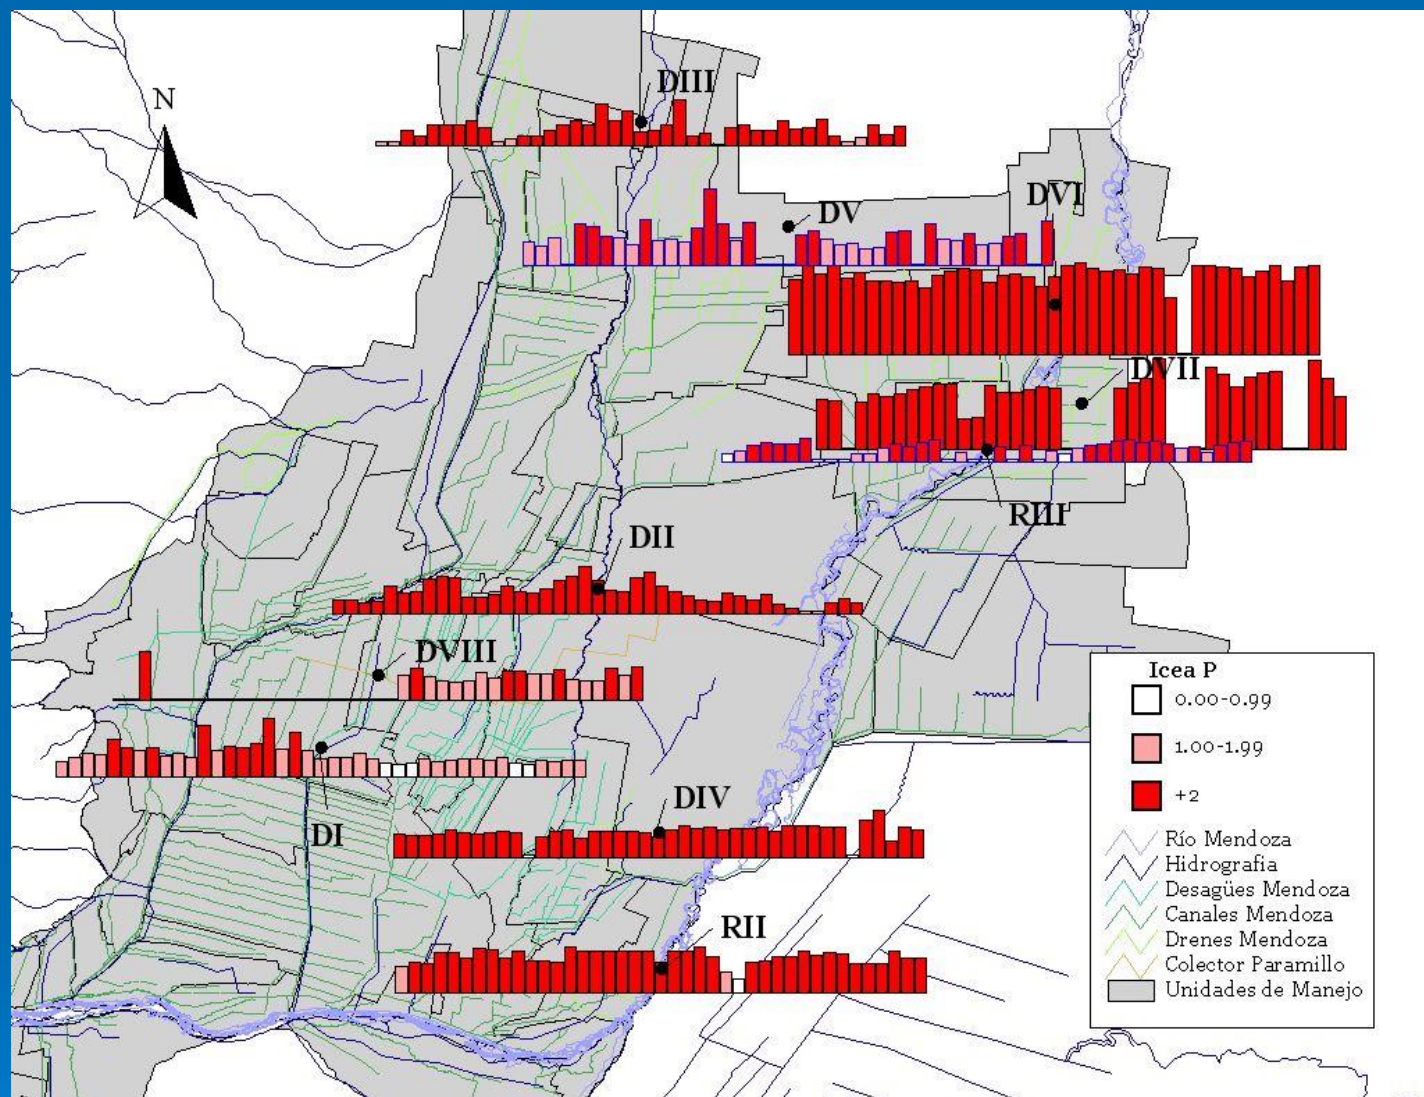 DIII
N
DV
DVI
DVII
RIII
DII
DVIII
Icea P
0.00-0.99
1.00-1.99
+2
DIV
DI
Río Mendoza
Hidrografia
Desagües Mendoza
Canales Mendoza
Drenes Mendoza
Colector Paramillo
Unidades de Manejo
RII